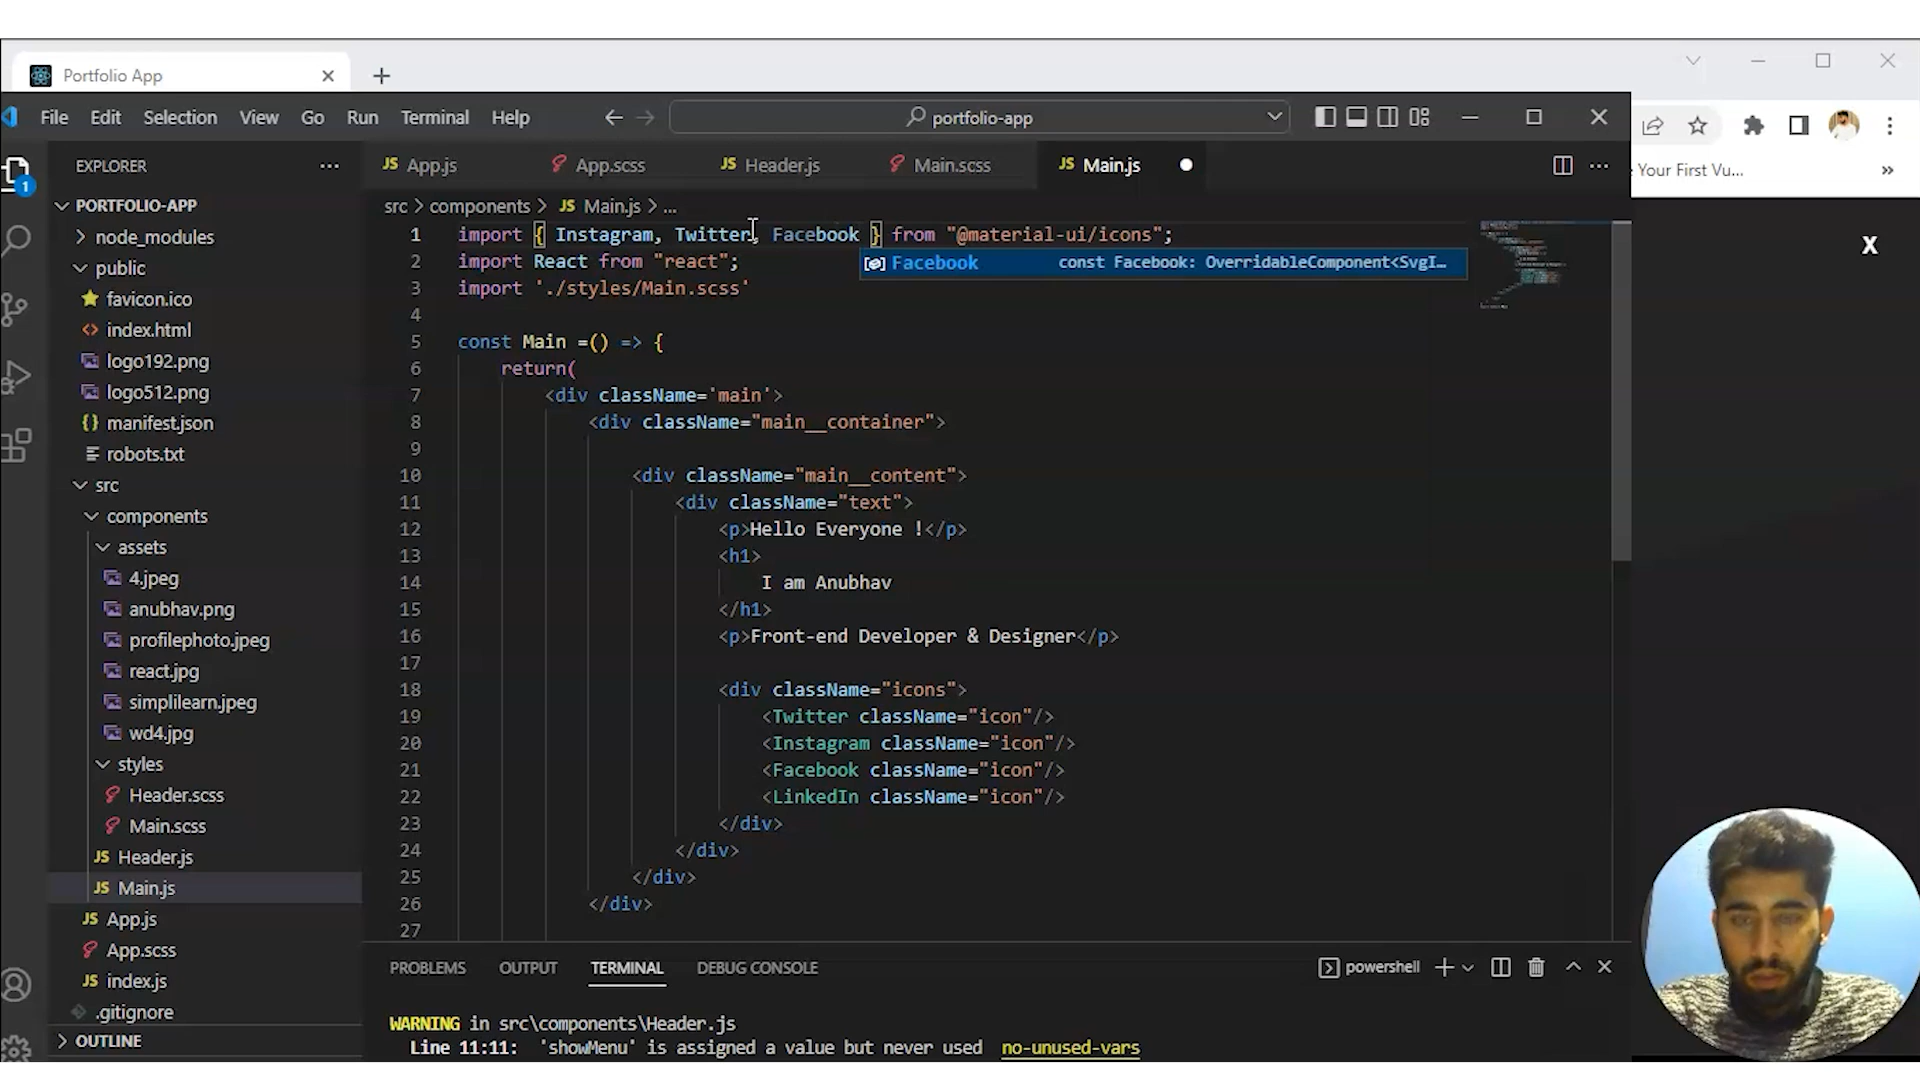 Portfolio App
File Edit Selection View Go Run Terminal Help
portfolio-app
Your First Vu...
EXPLORER
App.js
App.scss
Header.js
Main.scss
Main.js
X
1
PORTFOLIO-APP
node_modules
public
favicon.ico
index.html
logo192.png
logo512.png
manifest.json
robots.txt
src
components
assets
4.jpeg
anubhav.png
profilephoto.jpeg
react.jpg
simplilearn.jpeg
wd4.jpg
styles
Header.scss
Main.scss
JS Header.js
JS Main.js
JS App.js
App.scss
JS index.js
.gitignore
OUTLINE
src > components > JS Main.js > ...
1 import { Instagram, Twitter, Facebook } from "@material-ui/icons";
Facebook const Facebook: OverridableComponent<SvgI...
2 import React from "react";
3 import './styles/Main.scss'
4
5 const Main =() => {
6 return(
7 <div className='main'>
8 <div className="main__container">
9
10 <div className="main__content">
11 <div className="text">
12 <p>Hello Everyone !</p>
13 <h1>
14 I am Anubhav
15 </h1>
16 <p>Front-end Developer & Designer</p>
17
18 <div className="icons">
19 <Twitter className="icon"/>
20 <Instagram className="icon"/>
21 <Facebook className="icon"/>
22 <LinkedIn className="icon"/>
23 </div>
24 </div>
25 </div>
26 </div>
27
PROBLEMS OUTPUT TERMINAL DEBUG CONSOLE
powershell
WARNING in src\components\Header.js
Line 11:11: 'showMenu' is assigned a value but never used no-unused-vars